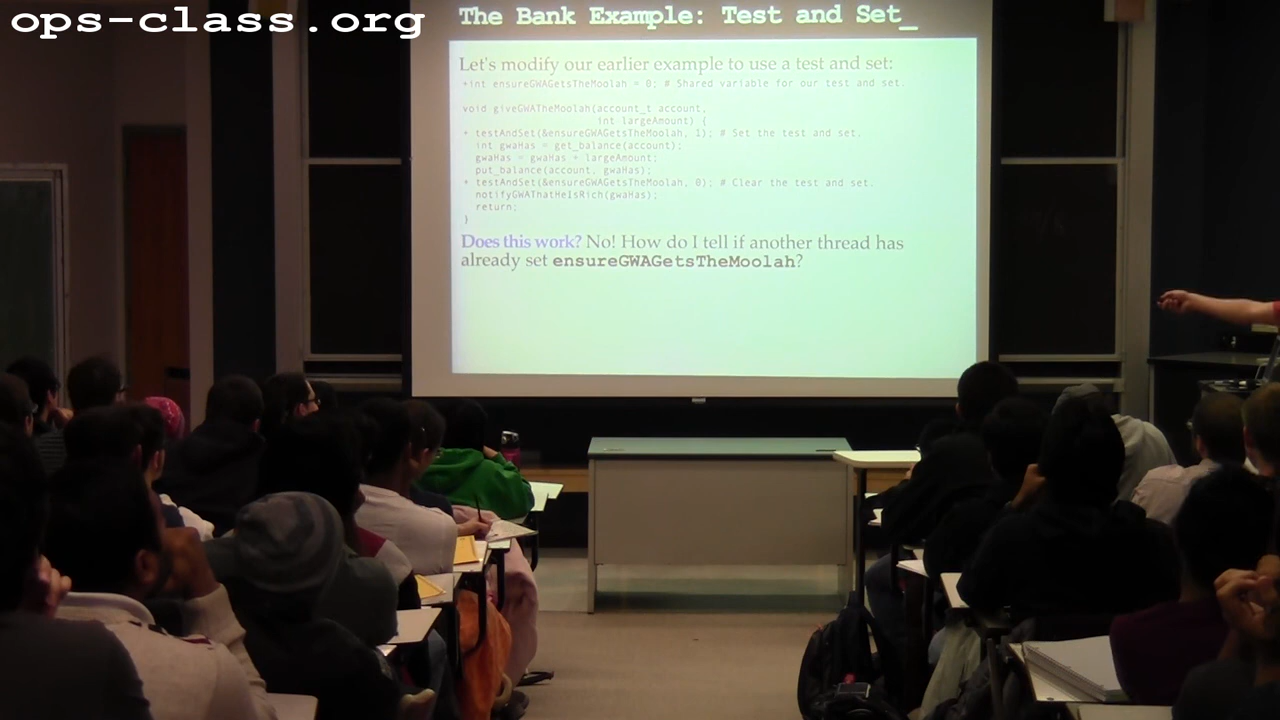 ops-class.org
The Bank Example: Test and Set_
Let's modify our earlier example to use a test and set:
+int ensureGWAGetsTheMoolah = 0; # Shared variable for our test and set.
void giveGWATheMoolah(account_t account,
int largeAmount) {
+ testAndSet(&ensureGWAGetsTheMoolah, 1); # Set the test and set.
int gwaHas = get_balance(account);
gwaHas = gwaHas + largeAmount;
put_balance(account, gwaHas);
+ testAndSet(&ensureGWAGetsTheMoolah, 0); # Clear the test and set.
notifyGWAThatHeIsRich(gwaHas);
return;
}
Does this work? No! How do I tell if another thread has
already set ensureGWAGetsTheMoolah?